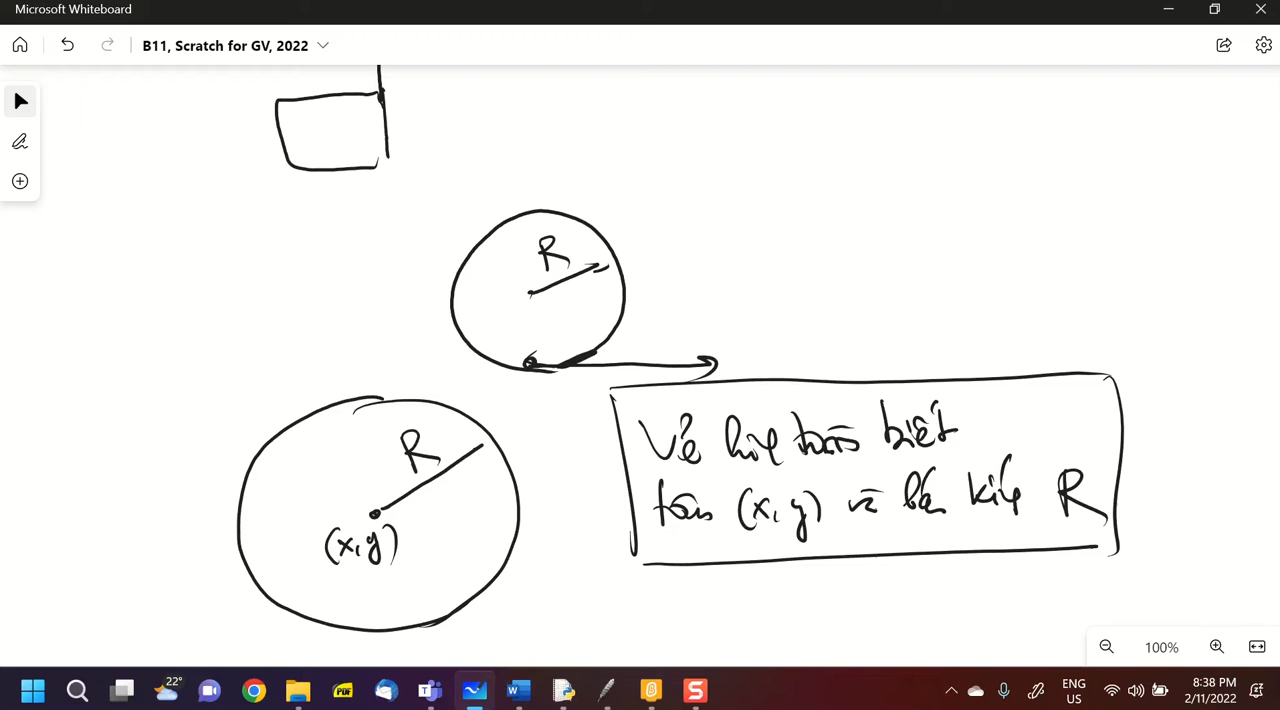 Microsoft Whiteboard
B11, Scratch for GV, 2022
R
R
(x,y)
Vẽ hình tròn biết
tâm (x,y) và bán kính R
100%
22°
PDF
W
S
ENG
US
8:38 PM
2/11/2022